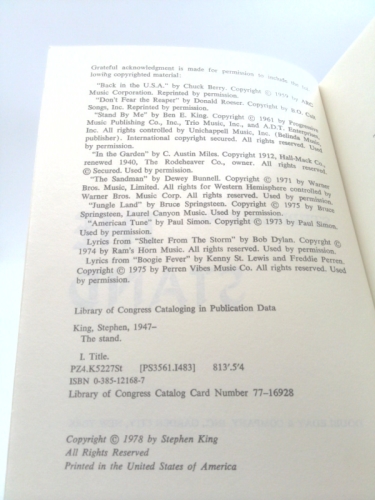 Grateful acknowledgment is made for permission to include the fol-
lowing copyrighted material:
"Back in the U.S.A." by Chuck Berry. Copyright © ARC
Music Corporation. Reprinted by permission.
"Don't Fear the Reaper" by Donald Roeser. Copyright by B.O. Cult
Songs, Inc. Reprinted by permission.
"Stand By Me" by Ben E. King. Copyright © 1961 by Progressive
Music Publishing Co., Inc., Trio Music, Inc., and A.D.T. Enterprises,
Inc. All rights controlled by Unichappell Music, Inc. (Belinda Music,
publisher). International copyright secured. All rights reserved. Used
by permission.
"In the Garden" by C. Austin Miles. Copyright 1912, Hall-Mack Co.,
renewed 1940, The Rodeheaver Co., owner. All rights reserved.
© Secured. Used by permission.
"The Sandman" by Dewey Bunnell. Copyright © 1971 by Warner
Bros. Music, Limited. All rights for Western Hemisphere controlled by
Warner Bros. Music Corp. All rights reserved. Used by permission.
"Jungle Land" by Bruce Springsteen. Copyright © 1975 by Bruce
Springsteen, Laurel Canyon Music. Used by permission.
"American Tune" by Paul Simon. Copyright © 1973 by Paul Simon.
Used by permission.
Lyrics from "Shelter From The Storm" by Bob Dylan. Copyright ©
1974 by Ram's Horn Music. All rights reserved. Used by permission.
Lyrics from "Boogie Fever" by Kenny St. Lewis and Freddie Perren.
Copyright © 1975 by Perren Vibes Music Co. All rights reserved. Used
by permission.
Library of Congress Cataloging in Publication Data
King, Stephen, 1947–
The stand.
I. Title.
PZ4.K5227St [PS3561.I483] 813'.5'4
ISBN 0-385-12168-7
Library of Congress Catalog Card Number 77–16928
Copyright © 1978 by Stephen King
All Rights Reserved
Printed in the United States of America